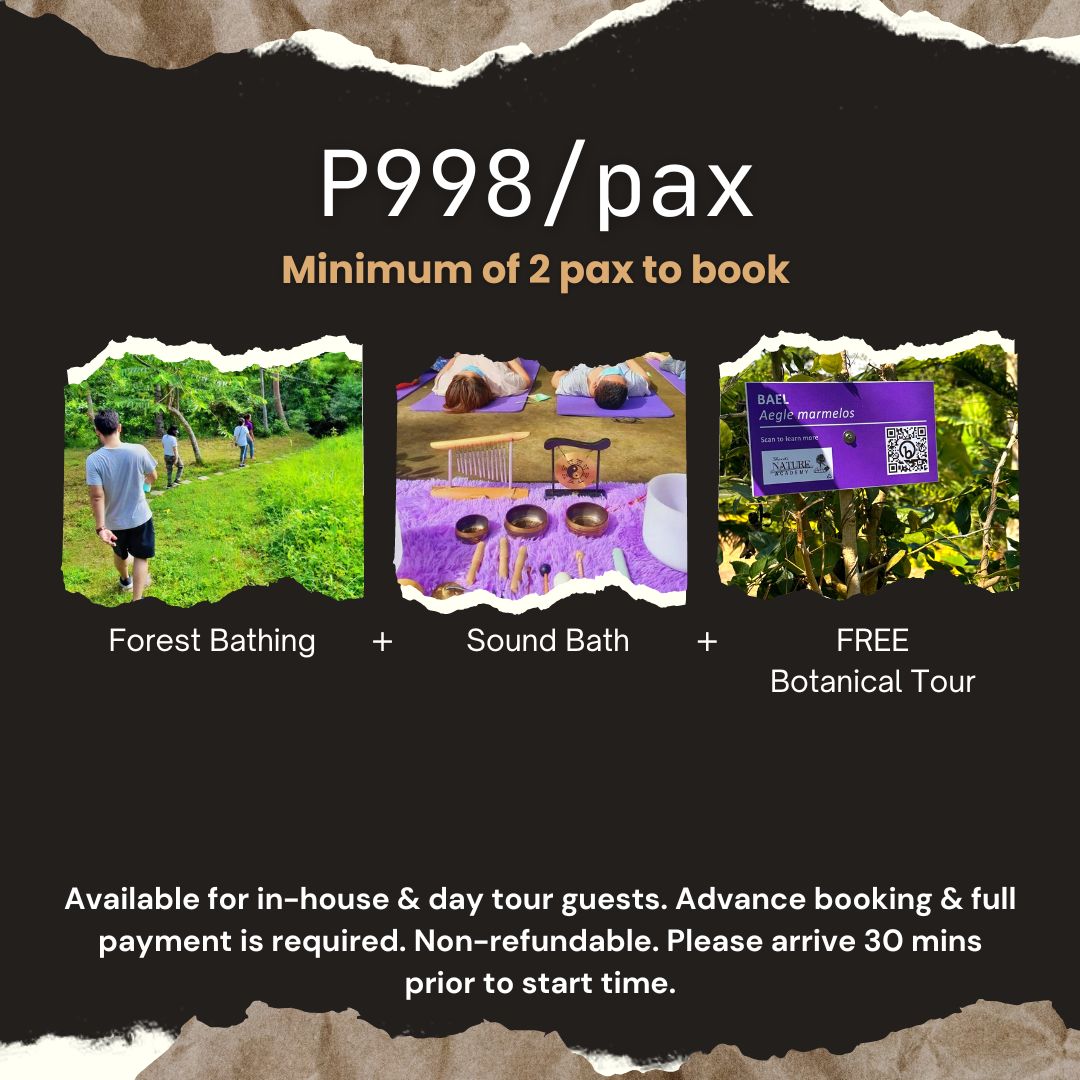 P998/pax
Minimum of 2 pax to book
BAEL
Aegle marmelos
Scan to learn more
NATURE
ACADEMY
Forest Bathing + Sound Bath + FREE
Botanical Tour
Available for in-house & day tour guests. Advance booking & full
payment is required. Non-refundable. Please arrive 30 mins
prior to start time.